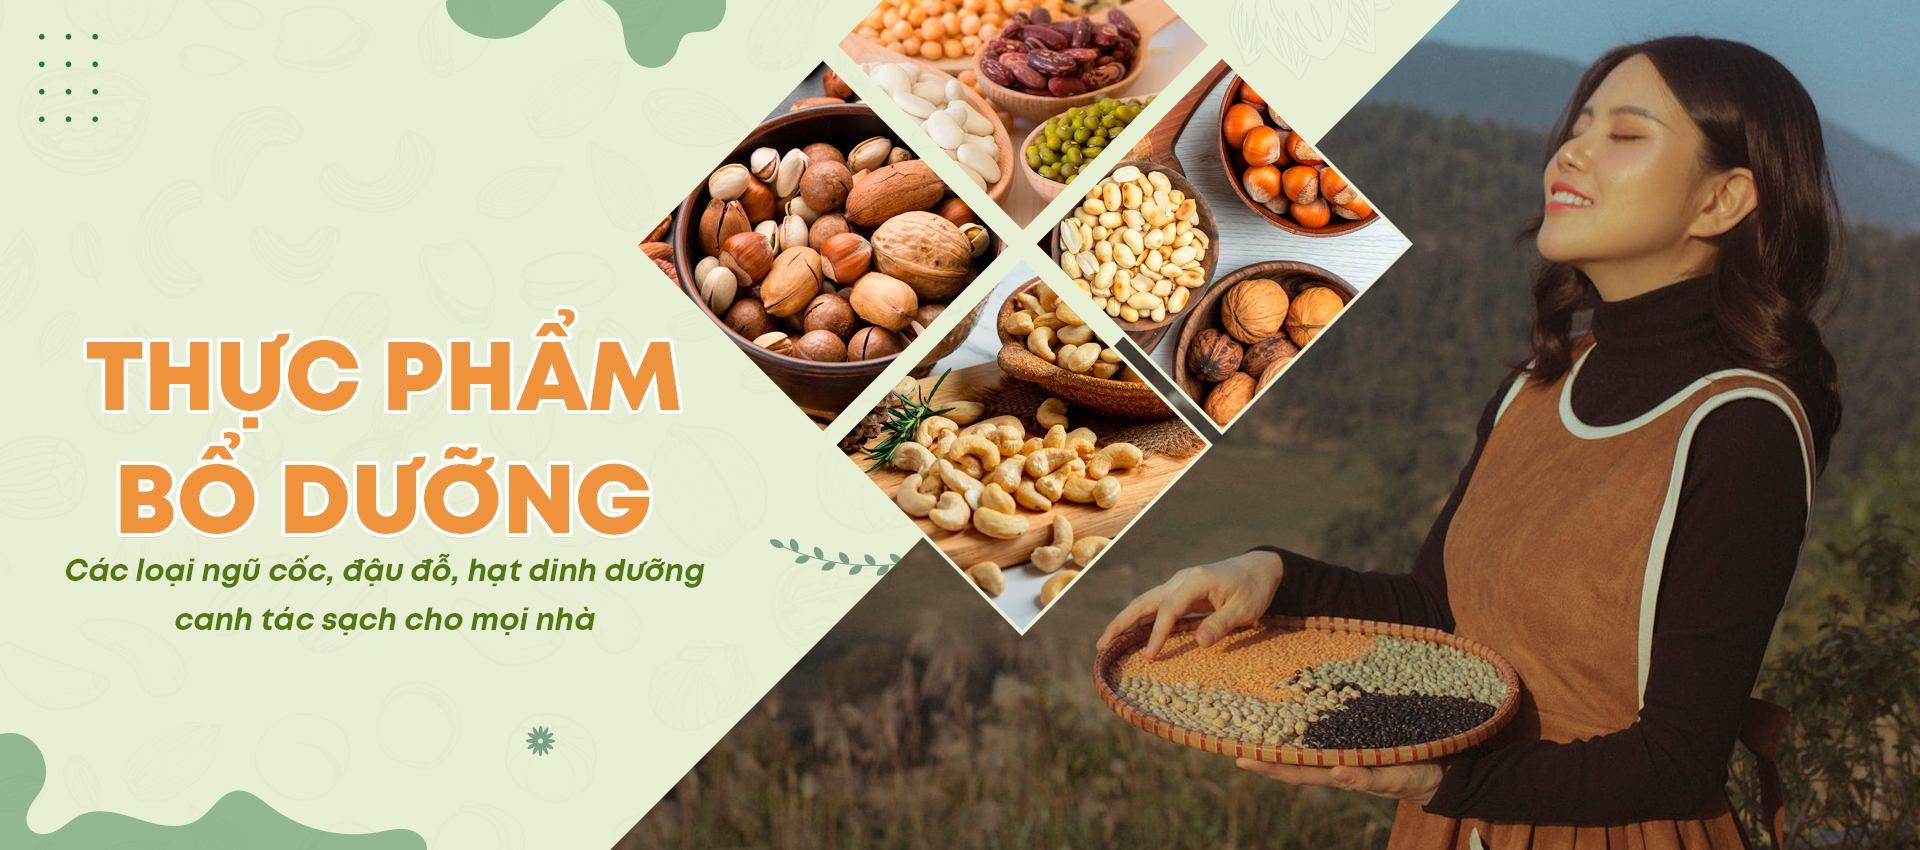 THỰC PHẨM
BỔ DƯỠNG
Các loại ngũ cốc, đậu đỗ, hạt dinh dưỡng
canh tác sạch cho mọi nhà